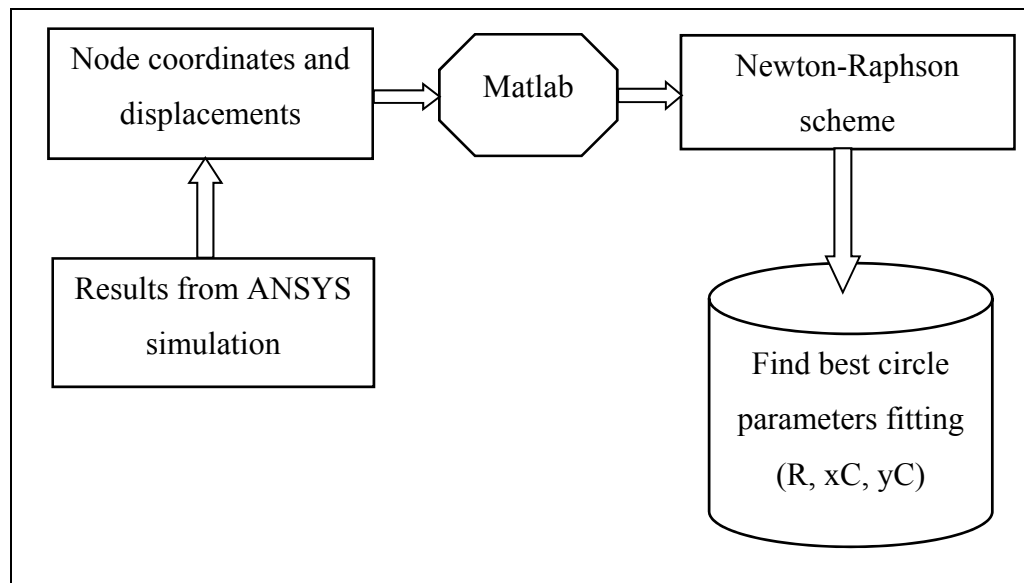 Node coordinates and
displacements
Matlab
Newton-Raphson
scheme
Results from ANSYS
simulation
Find best circle
parameters fitting
(R, xC, yC)